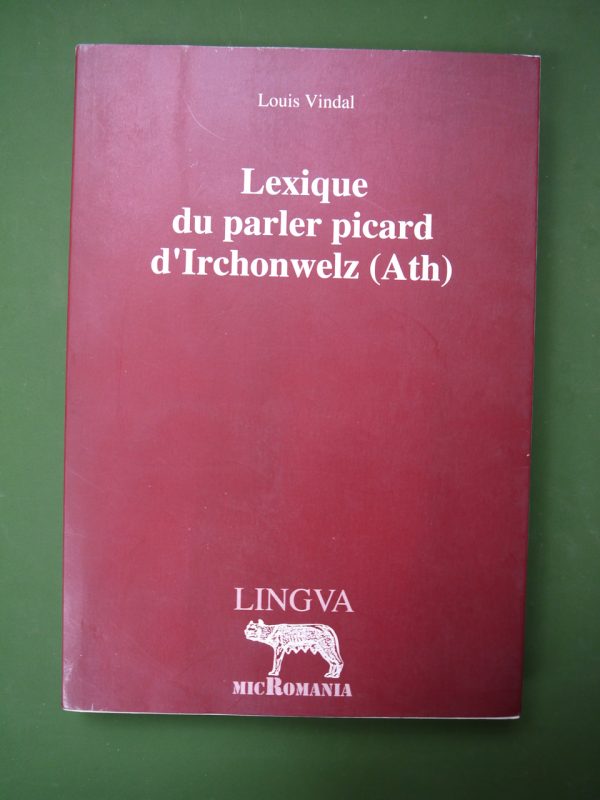 Louis Vindal
Lexique
du parler picard
d'Irchonwelz (Ath)
LINGVA
MICROMANIA